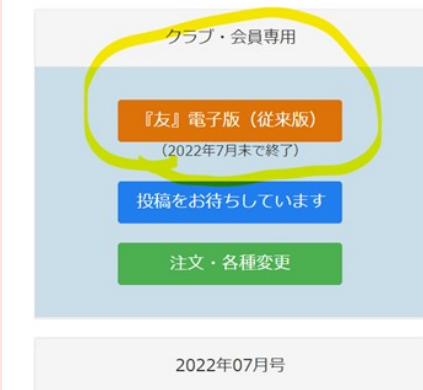 クラブ・会員専用
『友』電子版（従来版）
（2022年7月末で終了）
投稿をお待ちしています
注文・各種変更
2022年07月号